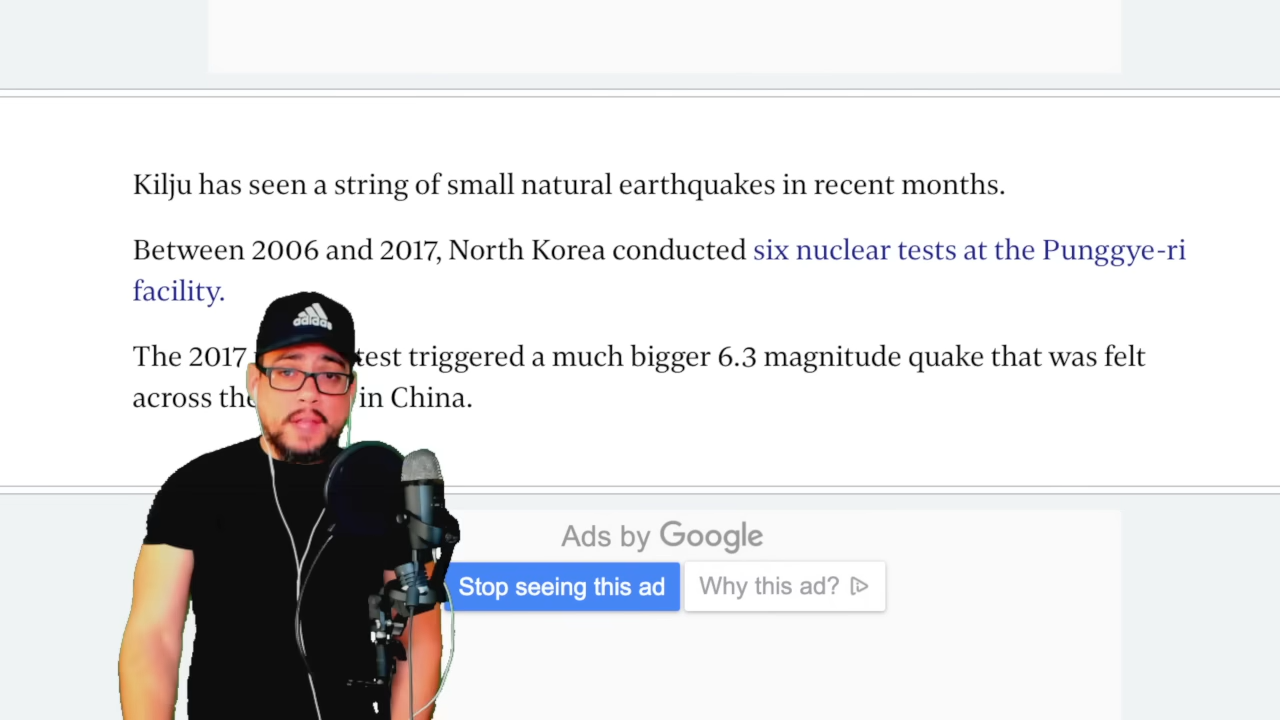 Kilju has seen a string of small natural earthquakes in recent months.
Between 2006 and 2017, North Korea conducted six nuclear tests at the Punggye-ri
facility.
adidas
The 2017 test triggered a much bigger 6.3 magnitude quake that was felt
across the in China.
Ads by Google
Stop seeing this ad
Why this ad?